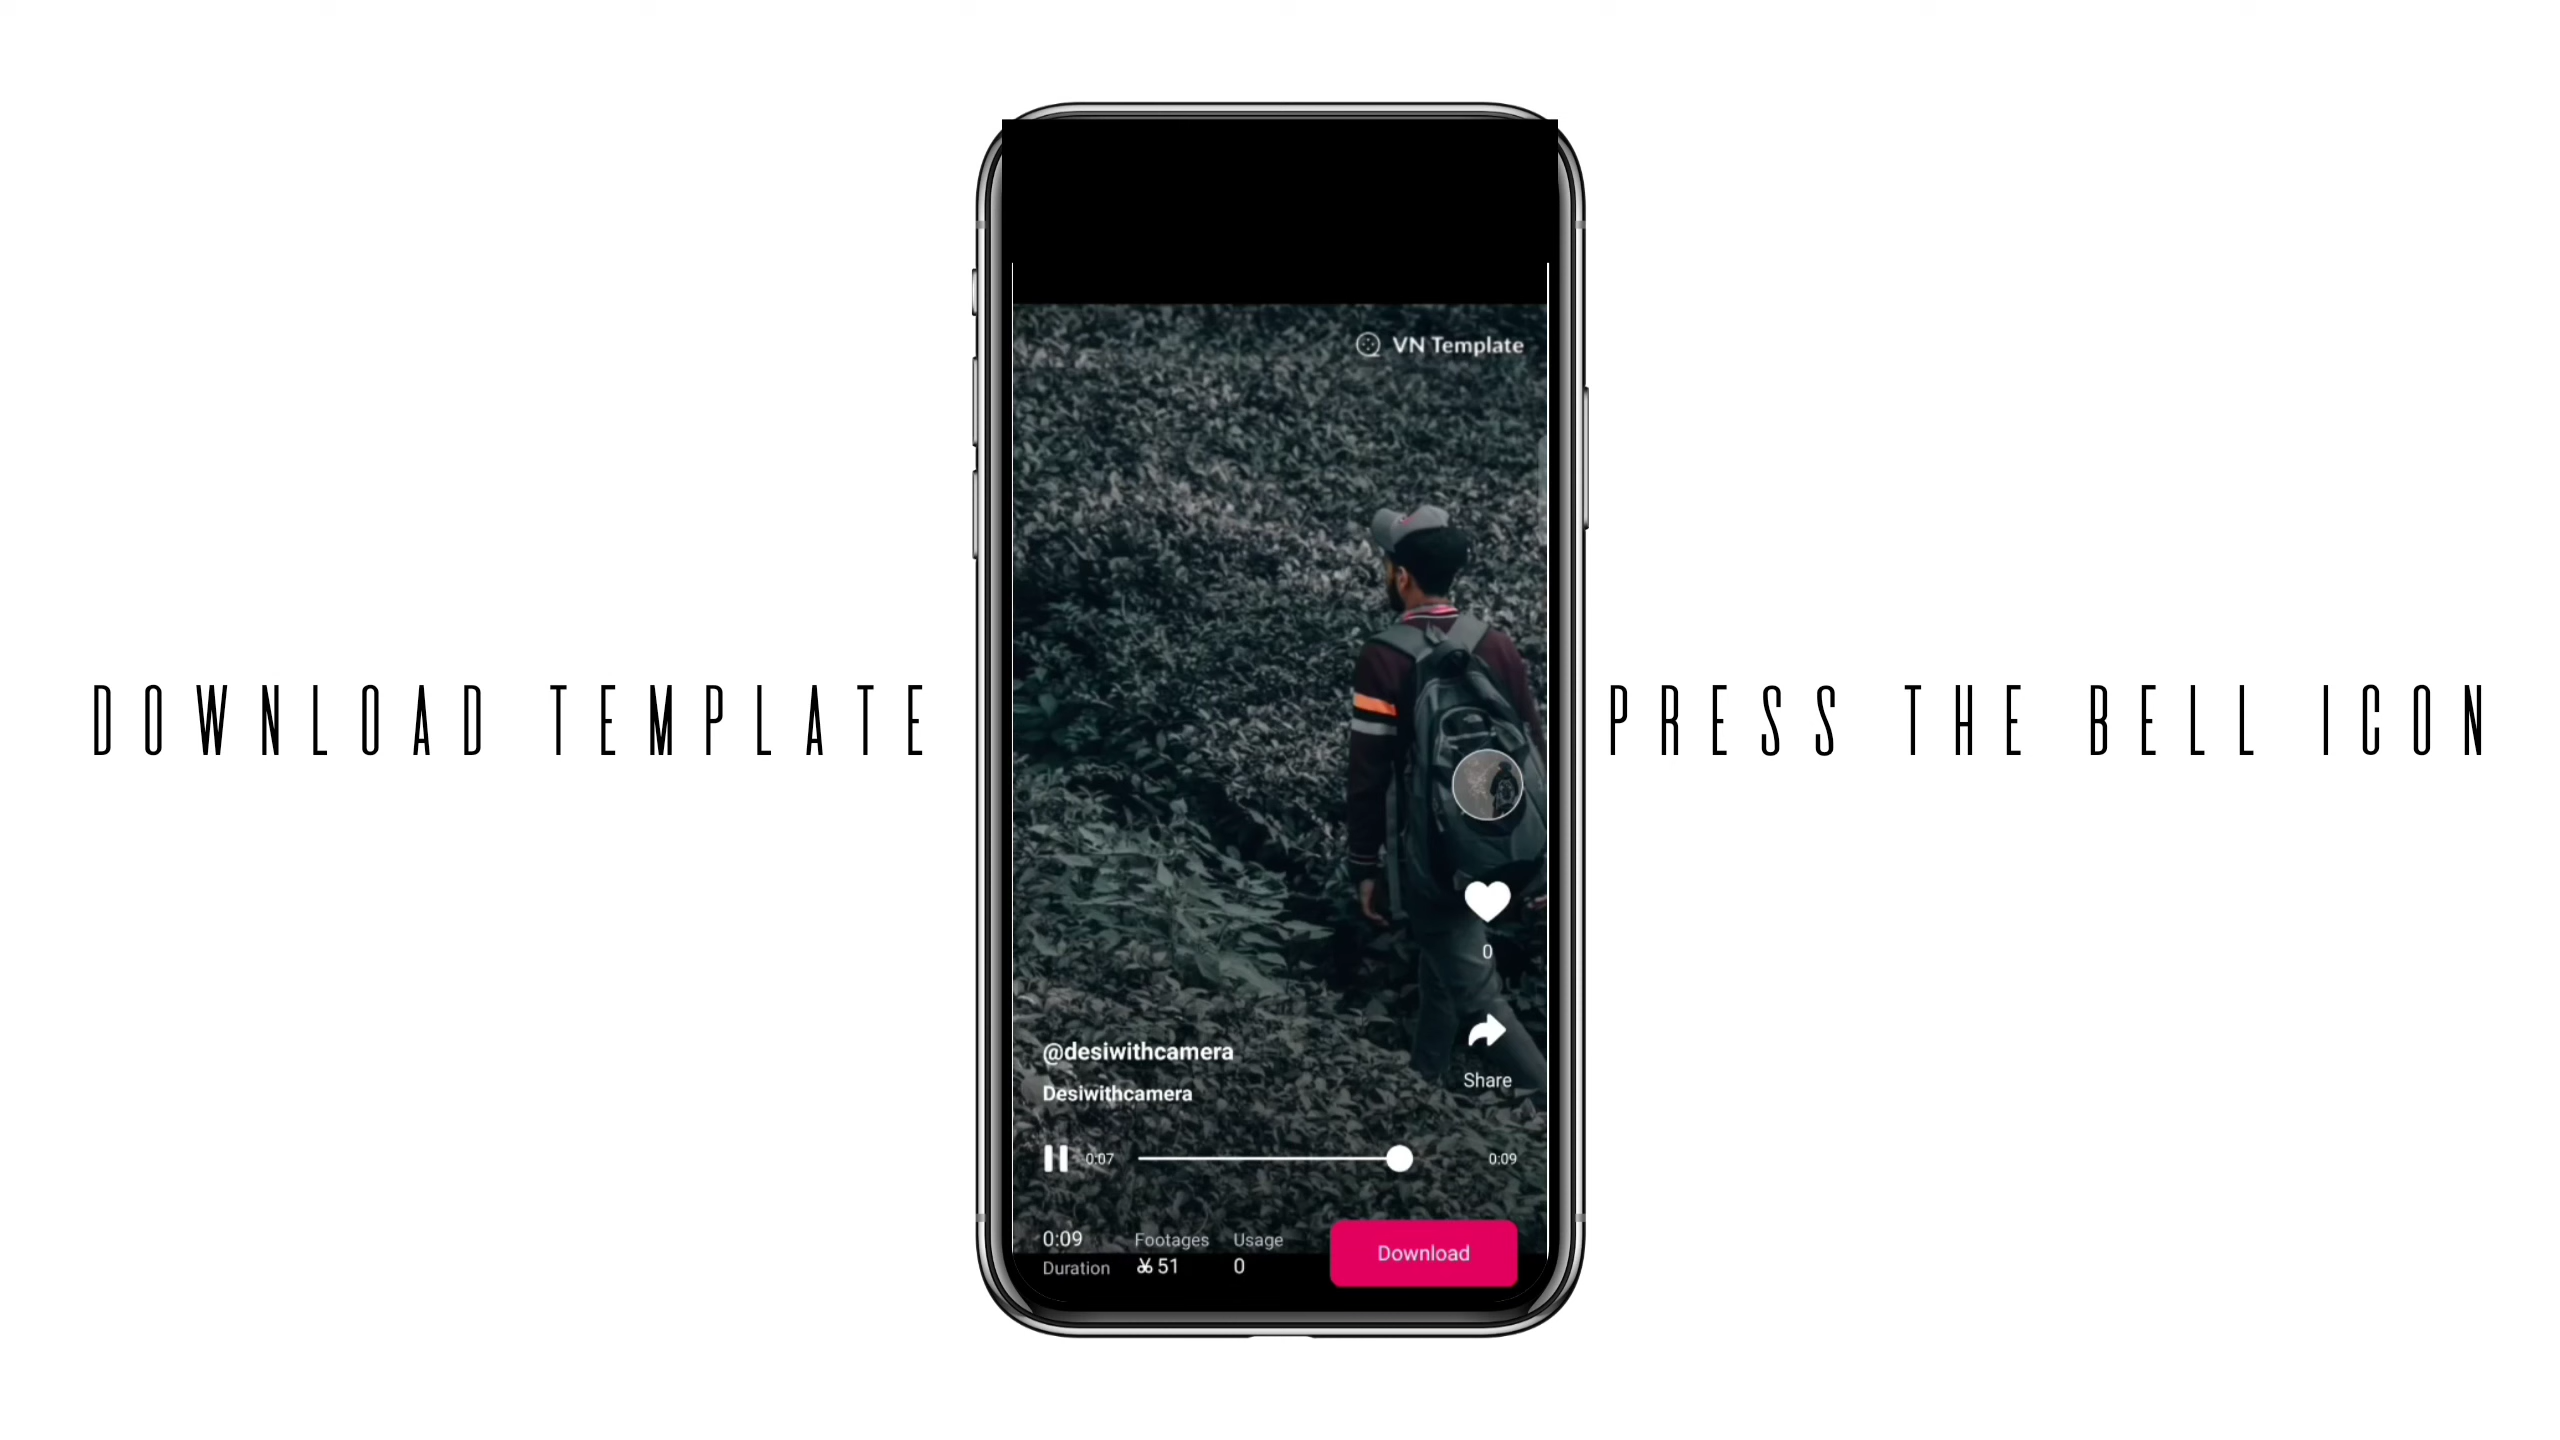 VN Template
DOWNLOAD TEMPLATE
PRESS THE BELL ICON
0
@desiwithcamera
Share
Desiwithcamera
0:07
0:09
0:09
Footages
Usage
Download
Duration
51
0